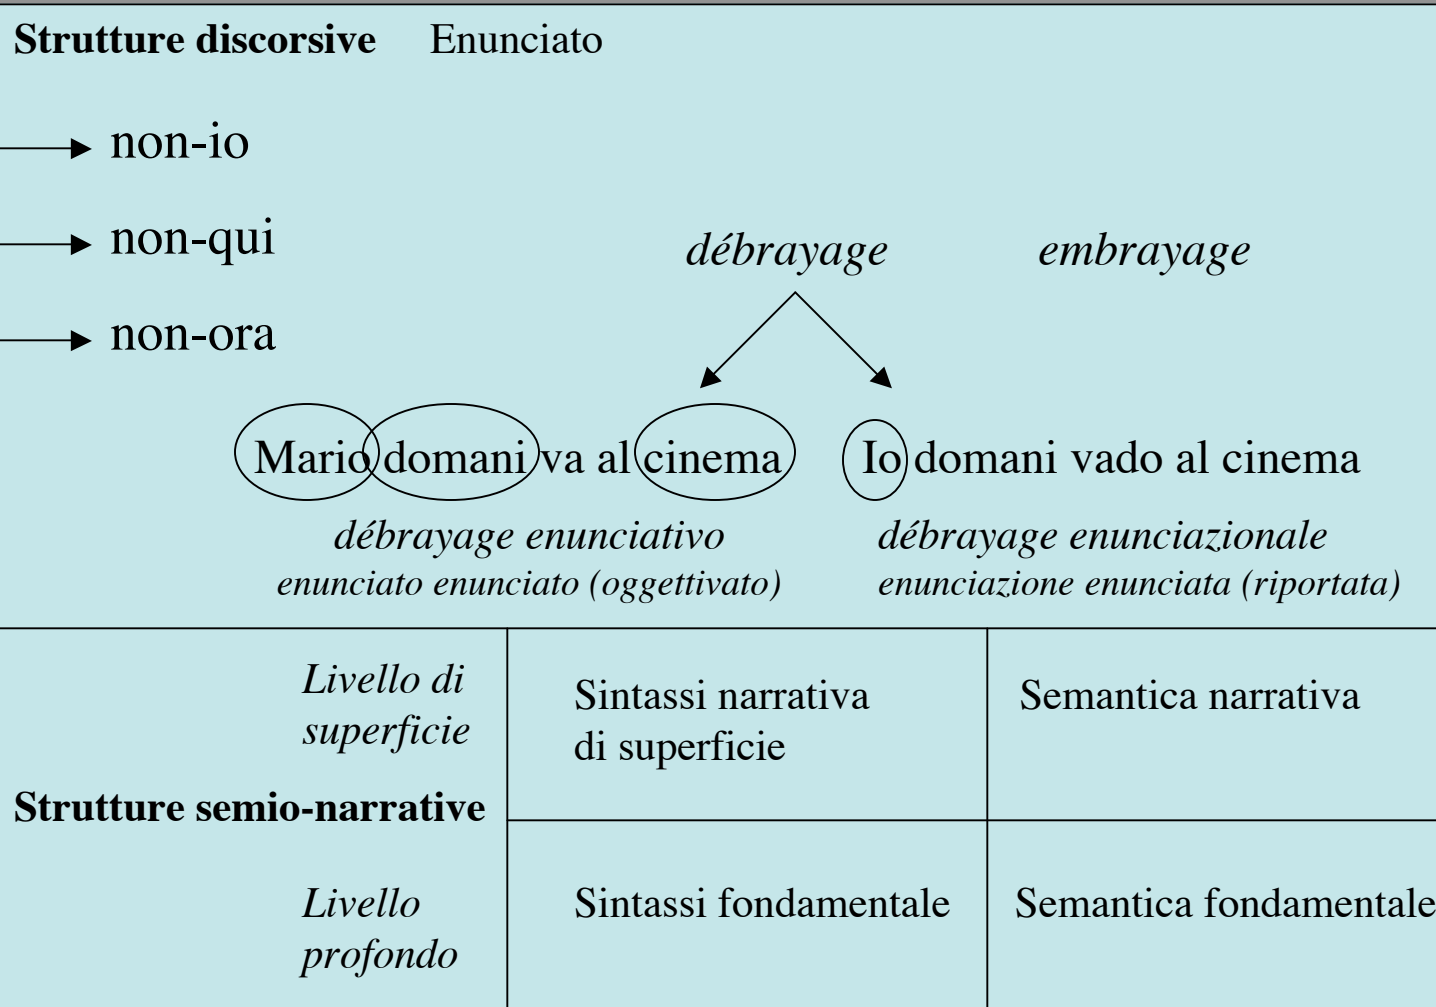 Strutture discorsive Enunciato
non-io
non-qui
débrayage embrayage
non-ora
Mario domani va al cinema Io domani vado al cinema
débrayage enunciativo débrayage enunciazionale
enunciato enunciato (oggettivato) enunciazione enunciata (riportata)
Livello di
superficie
Sintassi narrativa
di superficie
Semantica narrativa
Strutture semio-narrative
Livello
profondo
Sintassi fondamentale
Semantica fondamentale